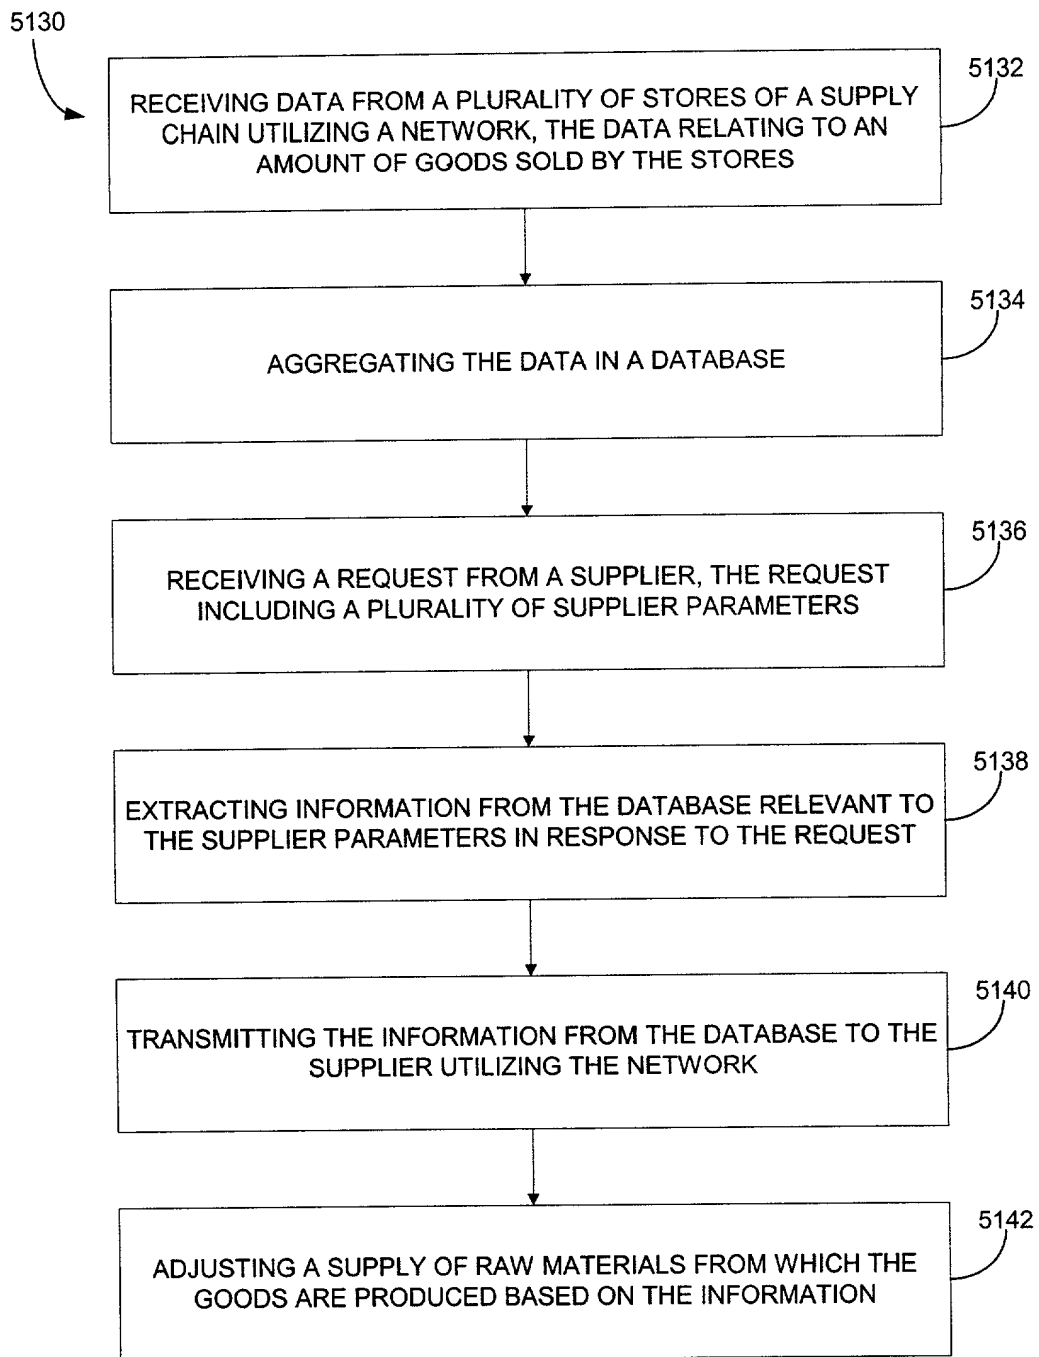 5130
5132
RECEIVING DATA FROM A PLURALITY OF STORES OF A SUPPLY
CHAIN UTILIZING A NETWORK, THE DATA RELATING TO AN
AMOUNT OF GOODS SOLD BY THE STORES
5134
AGGREGATING THE DATA IN A DATABASE
5136
RECEIVING A REQUEST FROM A SUPPLIER, THE REQUEST
INCLUDING A PLURALITY OF SUPPLIER PARAMETERS
5138
EXTRACTING INFORMATION FROM THE DATABASE RELEVANT TO
THE SUPPLIER PARAMETERS IN RESPONSE TO THE REQUEST
5140
TRANSMITTING THE INFORMATION FROM THE DATABASE TO THE
SUPPLIER UTILIZING THE NETWORK
5142
ADJUSTING A SUPPLY OF RAW MATERIALS FROM WHICH THE
GOODS ARE PRODUCED BASED ON THE INFORMATION